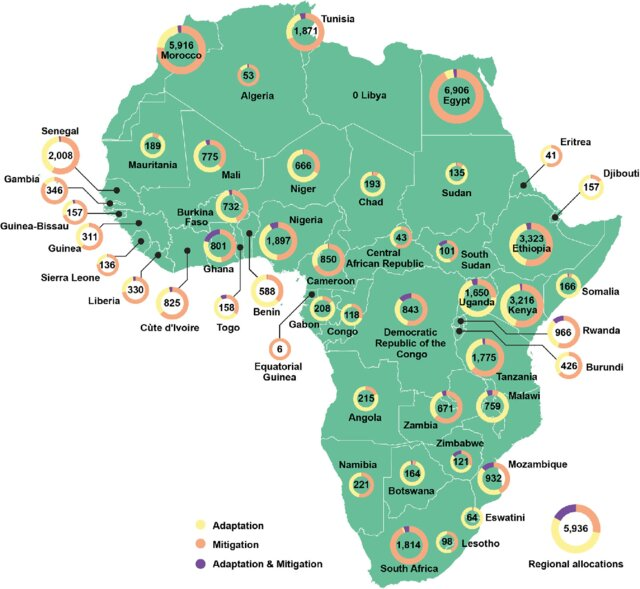 Tunisia
1,871
5,916
Morocco
53
Algeria
0 Libya
6,906
Egypt
Senegal
2,008
189
Mauritania
775
Mali
666
Niger
193
Chad
135
Sudan
Eritrea
41
Djibouti
157
Gambia
346
157
Guinea-Bissau
311
Guinea
136
Sierra Leone
330
Liberia
825
Cùte d'Ivoire
Burkina
Faso
732
801
Ghana
158
Togo
588
Benin
Nigeria
1,897
850
Cameroon
43
Central
African Republic
101
South
Sudan
3,323
Ethiopia
1,650
Uganda
3,216
Kenya
166
Somalia
966
Rwanda
426
Burundi
208
Gabon
118
Congo
6
Equatorial
Guinea
843
Democratic
Republic of the
Congo
1,775
Tanzania
215
Angola
671
Zambia
759
Malawi
Zimbabwe
121
Mozambique
932
Namibia
221
164
Botswana
64
Eswatini
98
Lesotho
1,814
South Africa
Adaptation
Mitigation
Adaptation & Mitigation
5,936
Regional allocations